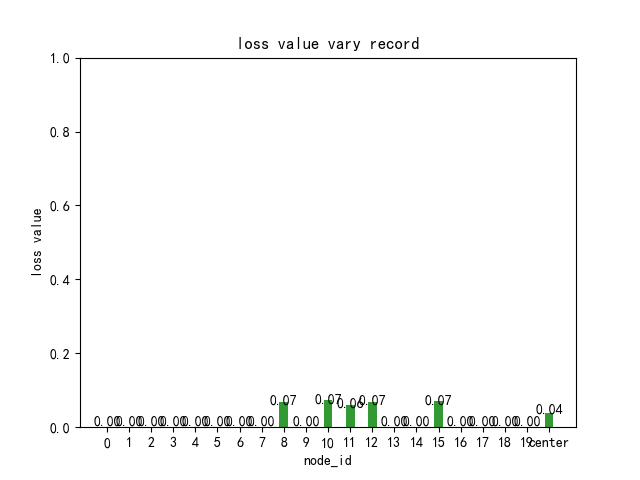 loss value vary record
1.0
0.8
0.6
0.4
0.2
0.0
loss value
0.07 0.07 0.06 0.07 0.07 0.04
0.00 0.00 0.00 0.00 0.00 0.00 0.00 0.00 0.00 0.00 0.00 0.00 0.00 0.00 0.00
0 1 2 3 4 5 6 7 8 9 10 11 12 13 14 15 16 17 18 19 center
node_id